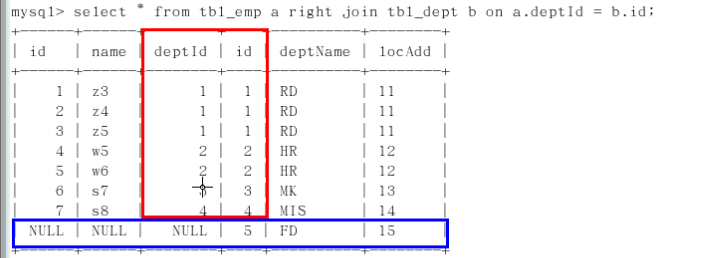 mysql> select * from tbl_emp a right join tbl_dept b on a.deptId = b.id;
+------+------+--------+----+----------+--------+
| id | name | deptId | id | deptName | locAdd |
+------+------+--------+----+----------+--------+
| 1 | z3 | 1 | 1 | RD | 11 |
| 2 | z4 | 1 | 1 | RD | 11 |
| 3 | z5 | 1 | 1 | RD | 11 |
| 4 | w5 | 2 | 2 | HR | 12 |
| 5 | w6 | 2 | 2 | HR | 12 |
| 6 | s7 | | 3 | MK | 13 |
| 7 | s8 | 4 | 4 | MIS | 14 |
| NULL | NULL | NULL | 5 | FD | 15 |
+------+------+--------+----+----------+--------+